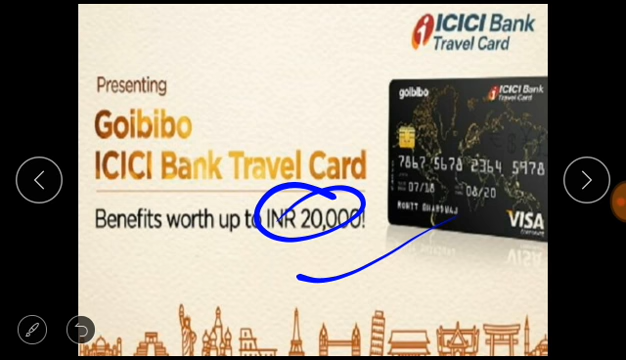 ICICI Bank
Travel Card
Presenting
Goibibo
ICICI Bank Travel Card
Benefits worth up to INR 20,000!
goibibo
ICICI Bank
Travel Card
7867 5678 2364 5978
07/18 08/20
VISA